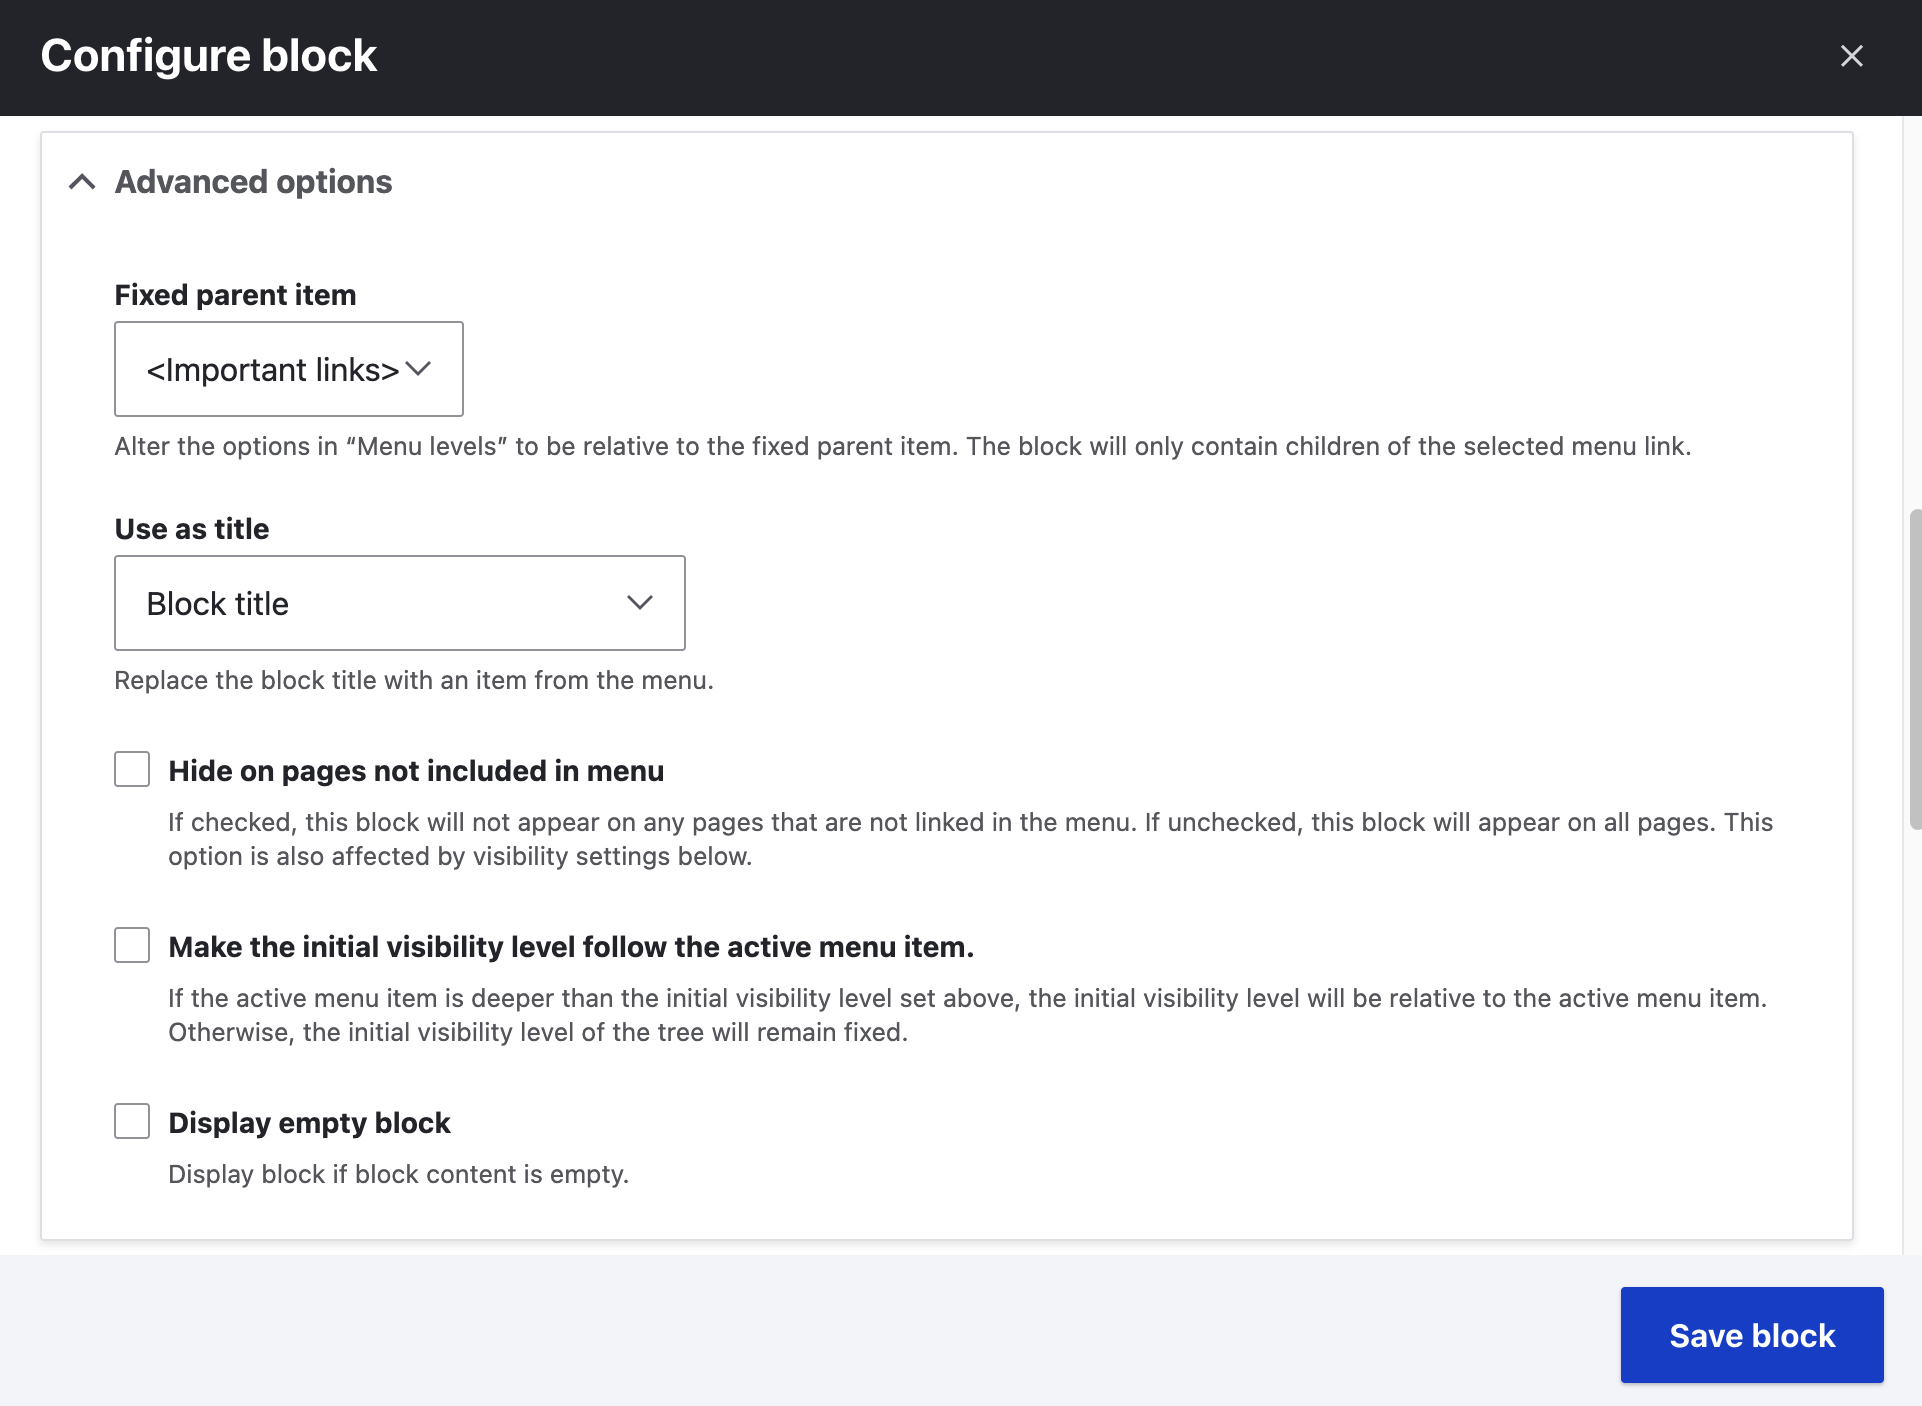 Configure block
Advanced options
Fixed parent item
<Important links>
Alter the options in “Menu levels” to be relative to the fixed parent item. The block will only contain children of the selected menu link.
Use as title
Block title
Replace the block title with an item from the menu.
Hide on pages not included in menu
If checked, this block will not appear on any pages that are not linked in the menu. If unchecked, this block will appear on all pages. This
option is also affected by visibility settings below.
Make the initial visibility level follow the active menu item.
If the active menu item is deeper than the initial visibility level set above, the initial visibility level will be relative to the active menu item.
Otherwise, the initial visibility level of the tree will remain fixed.
Display empty block
Display block if block content is empty.
Save block